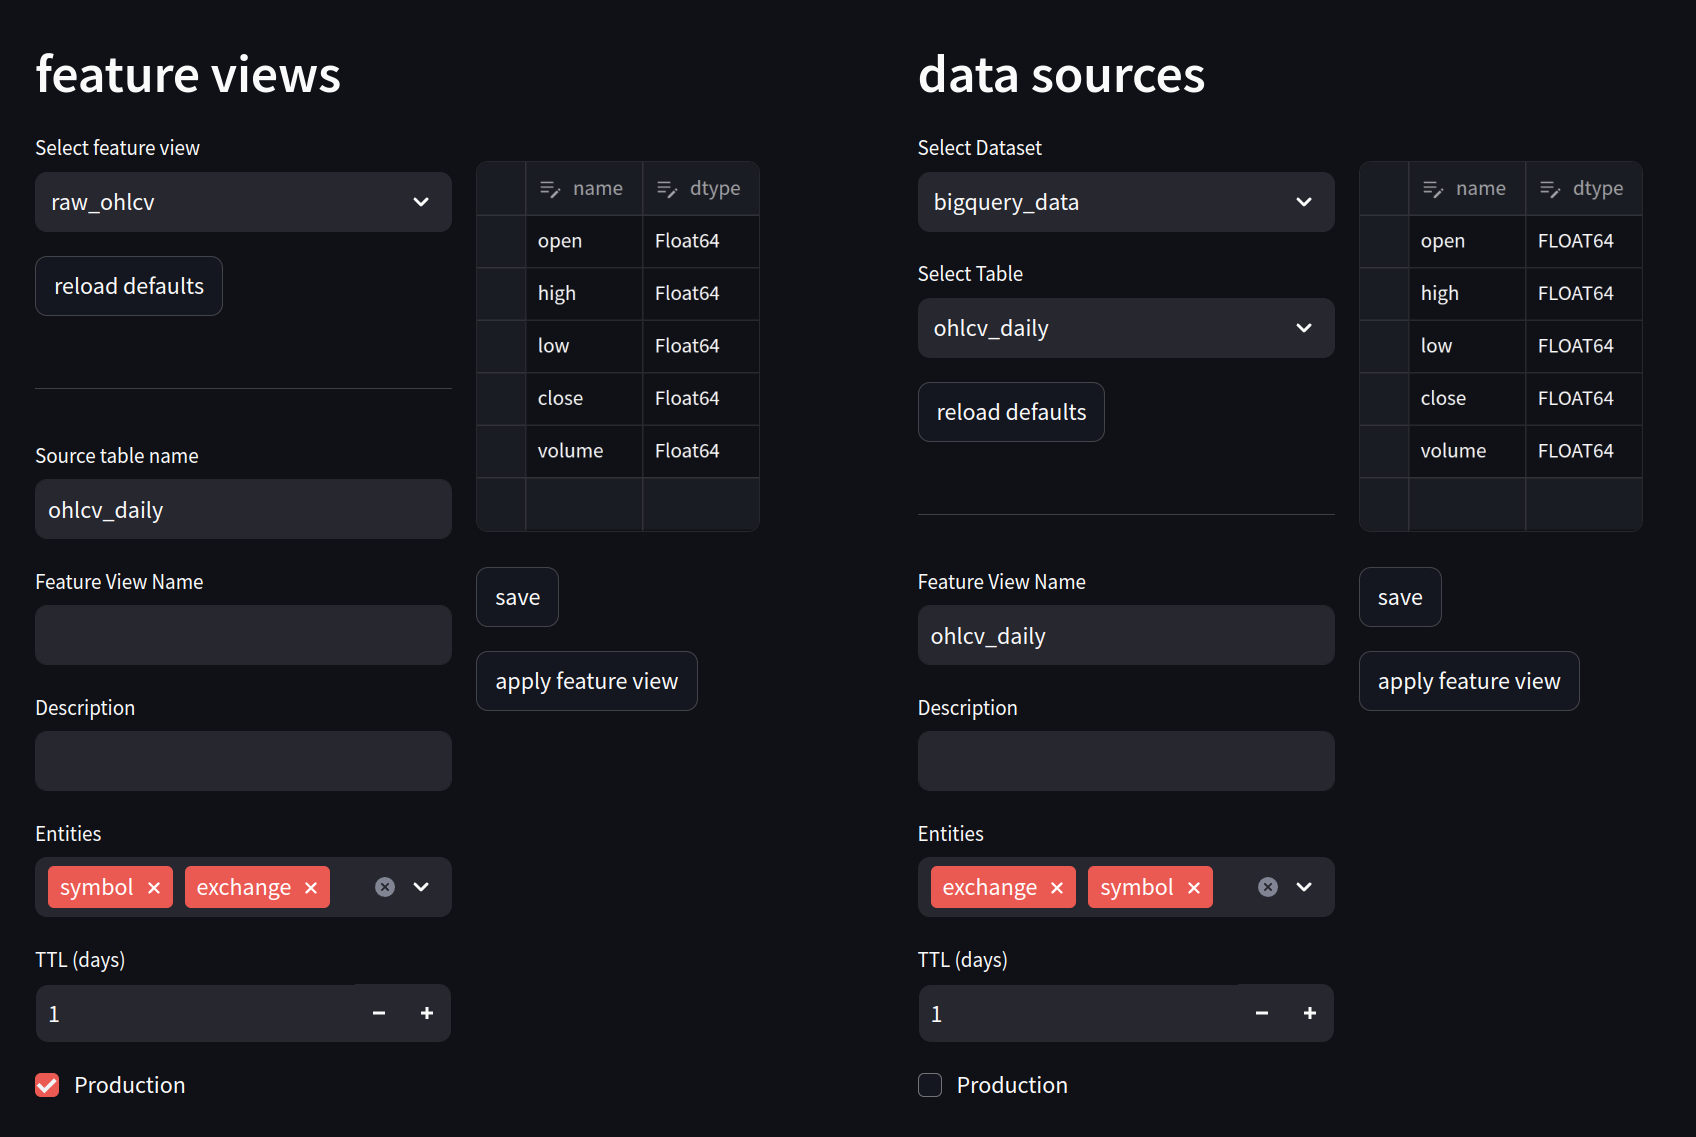 feature views
Select feature view
raw_ohlcv
reload defaults
name dtype
open Float64
high Float64
low Float64
close Float64
volume Float64
Source table name
ohlcv_daily
Feature View Name
save
apply feature view
Description
Entities
symbol exchange
TTL (days)
1
Production
data sources
Select Dataset
bigquery_data
Select Table
ohlcv_daily
reload defaults
name dtype
open FLOAT64
high FLOAT64
low FLOAT64
close FLOAT64
volume FLOAT64
Feature View Name
ohlcv_daily
save
apply feature view
Description
Entities
exchange symbol
TTL (days)
1
Production